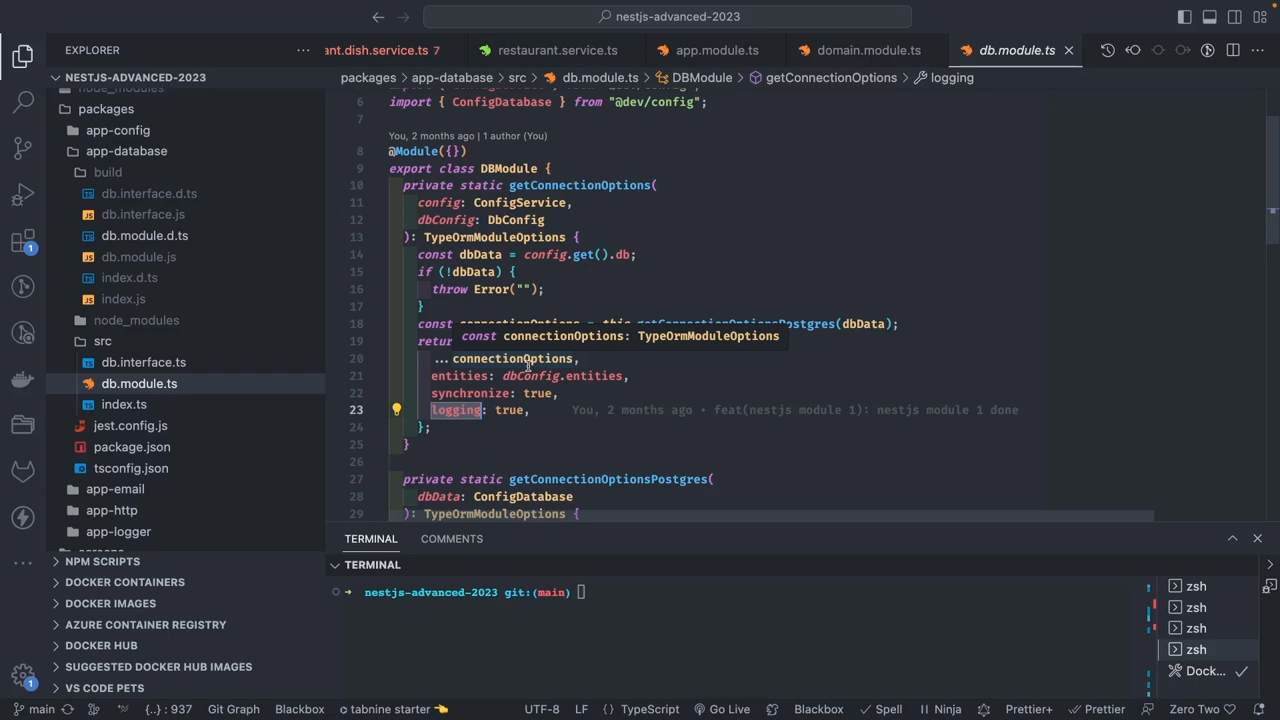 nestjs-advanced-2023
EXPLORER
ant.dish.service.ts 7
restaurant.service.ts
app.module.ts
domain.module.ts
db.module.ts
NESTJS-ADVANCED-2023
packages > app-database > src > db.module.ts > DBModule > getConnectionOptions > logging
node_modules
packages
app-config
app-database
build
db.interface.d.ts
db.interface.js
db.module.d.ts
db.module.js
index.d.ts
index.js
node_modules
src
db.interface.ts
db.module.ts
index.ts
jest.config.js
package.json
tsconfig.json
app-email
app-http
app-logger
NPM SCRIPTS
DOCKER CONTAINERS
DOCKER IMAGES
AZURE CONTAINER REGISTRY
DOCKER HUB
SUGGESTED DOCKER HUB IMAGES
VS CODE PETS
6 import { ConfigDatabase } from "@dev/config";
7
You, 2 months ago | 1 author (You)
8 @Module({})
9 export class DBModule {
10 private static getConnectionOptions(
11 config: ConfigService,
12 dbConfig: DbConfig
13 ): TypeOrmModuleOptions {
14 const dbData = config.get().db;
15 if (!dbData) {
16 throw Error("");
17 }
18 const connectionOptions = this.getConnectionOptionsPostgres(dbData);
const connectionOptions: TypeOrmModuleOptions
19 retur
20 ...connectionOptions,
21 entities: dbConfig.entities,
22 synchronize: true,
23 logging: true, You, 2 months ago • feat(nestjs module 1): nestjs module 1 done
24 };
25 }
26
27 private static getConnectionOptionsPostgres(
28 dbData: ConfigDatabase
29 ): TypeOrmModuleOptions {
TERMINAL
COMMENTS
TERMINAL
nestjs-advanced-2023 git:(main)
zsh
zsh
zsh
zsh
Dock...
1
1
main
{..} : 937
Git Graph
Blackbox
tabnine starter
UTF-8
LF
{} TypeScript
Go Live
Blackbox
Spell
Ninja
Prettier+
Prettier
Zero Two